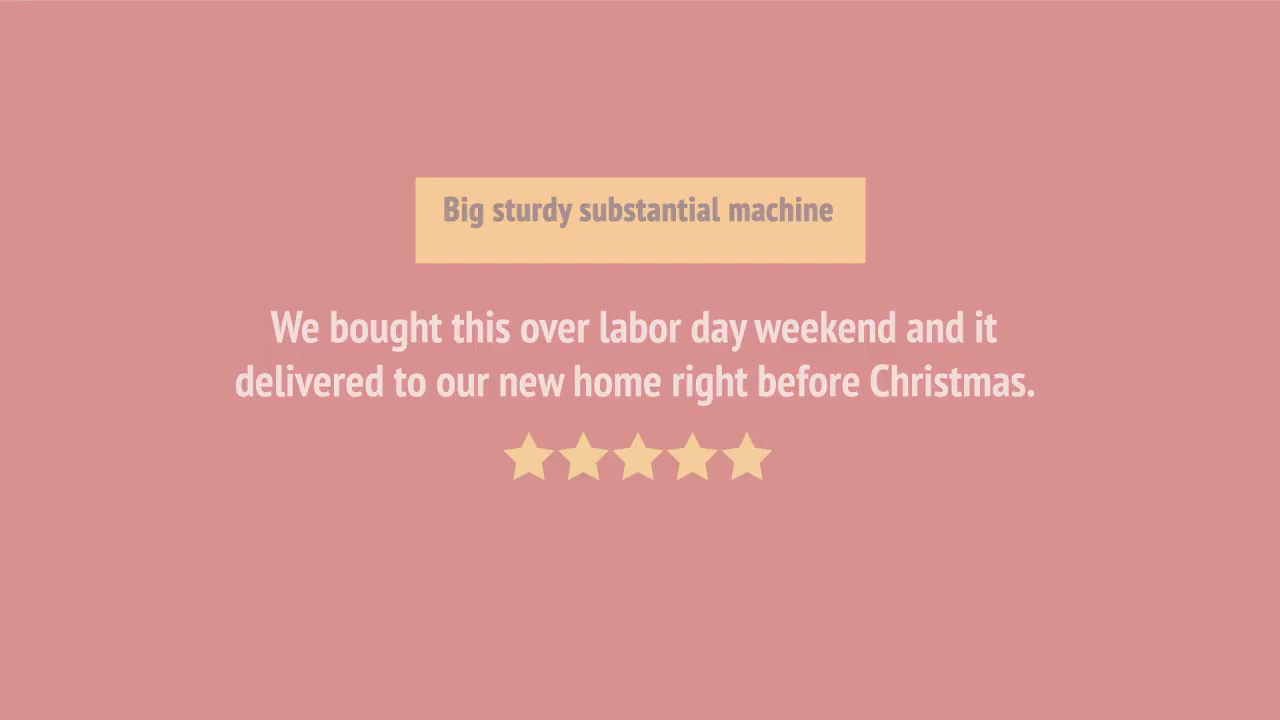 Big sturdy substantial machine
We bought this over labor day weekend and it
delivered to our new home right before Christmas.